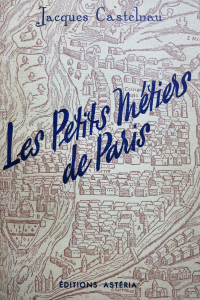 Jacques Castelnau
Les Petits Métiers
de Paris
ÉDITIONS ASTÉRIA